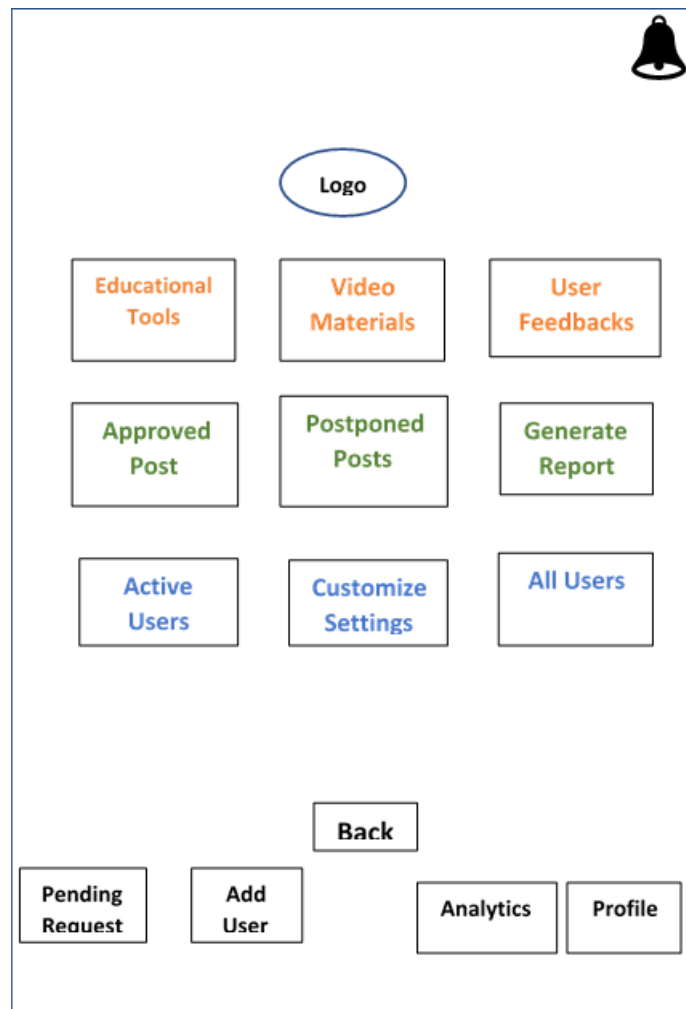 Logo
Educational
Tools
Video
Materials
User
Feedbacks
Approved
Post
Postponed
Posts
Generate
Report
Active
Users
Customize
Settings
All Users
Back
Pending
Request
Add
User
Analytics
Profile